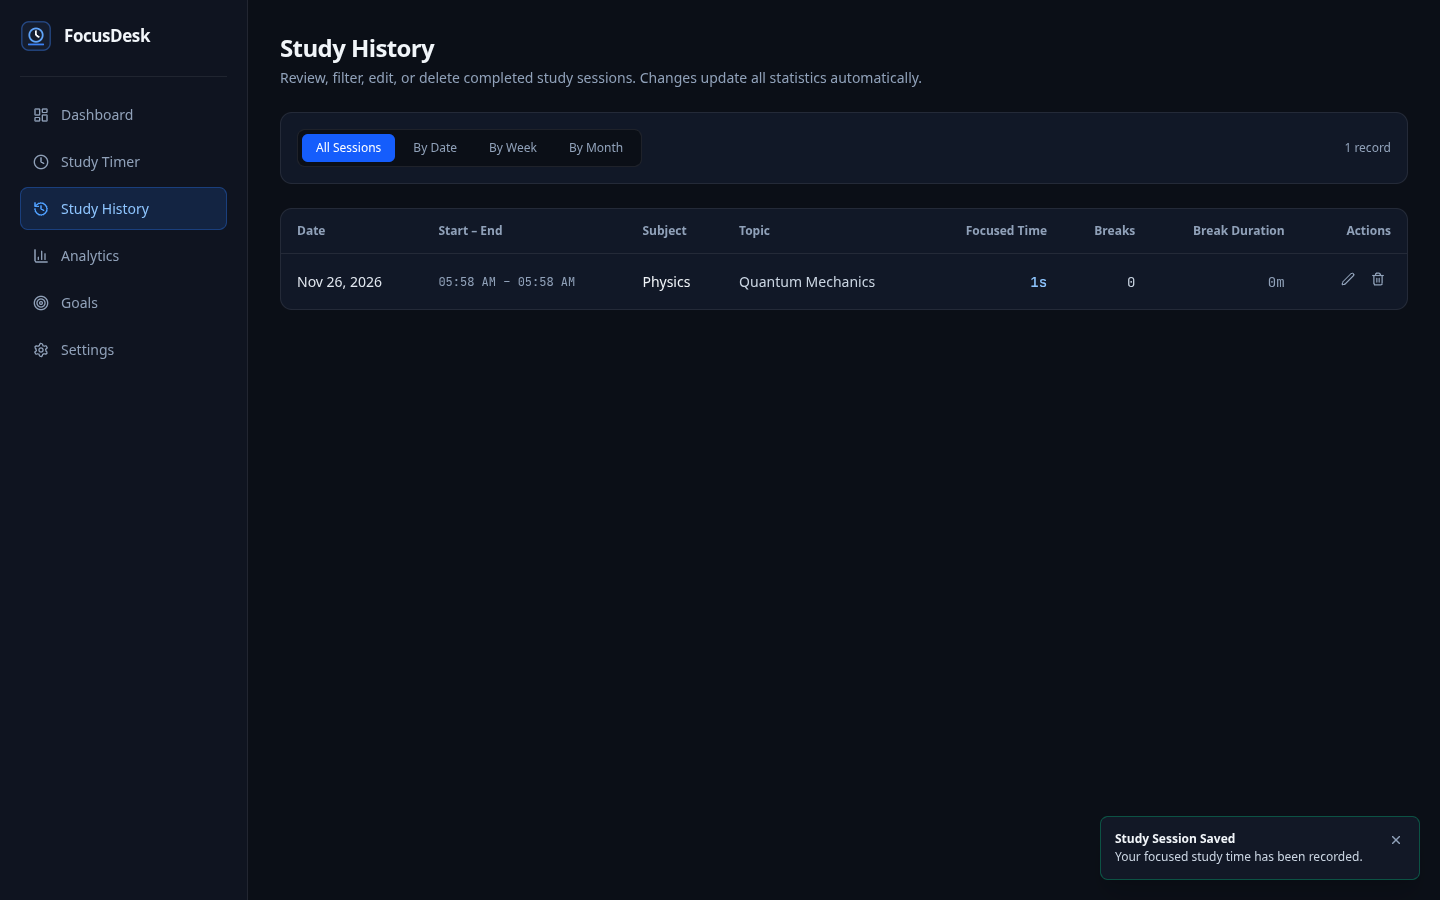 FocusDesk
Dashboard
Study Timer
Study History
Analytics
Goals
Settings
Study History
Review, filter, edit, or delete completed study sessions. Changes update all statistics automatically.
All Sessions By Date By Week By Month 1 record
Date Start – End Subject Topic Focused Time Breaks Break Duration Actions
Nov 26, 2026 05:58 AM – 05:58 AM Physics Quantum Mechanics 1s 0 0m
Study Session Saved
Your focused study time has been recorded.